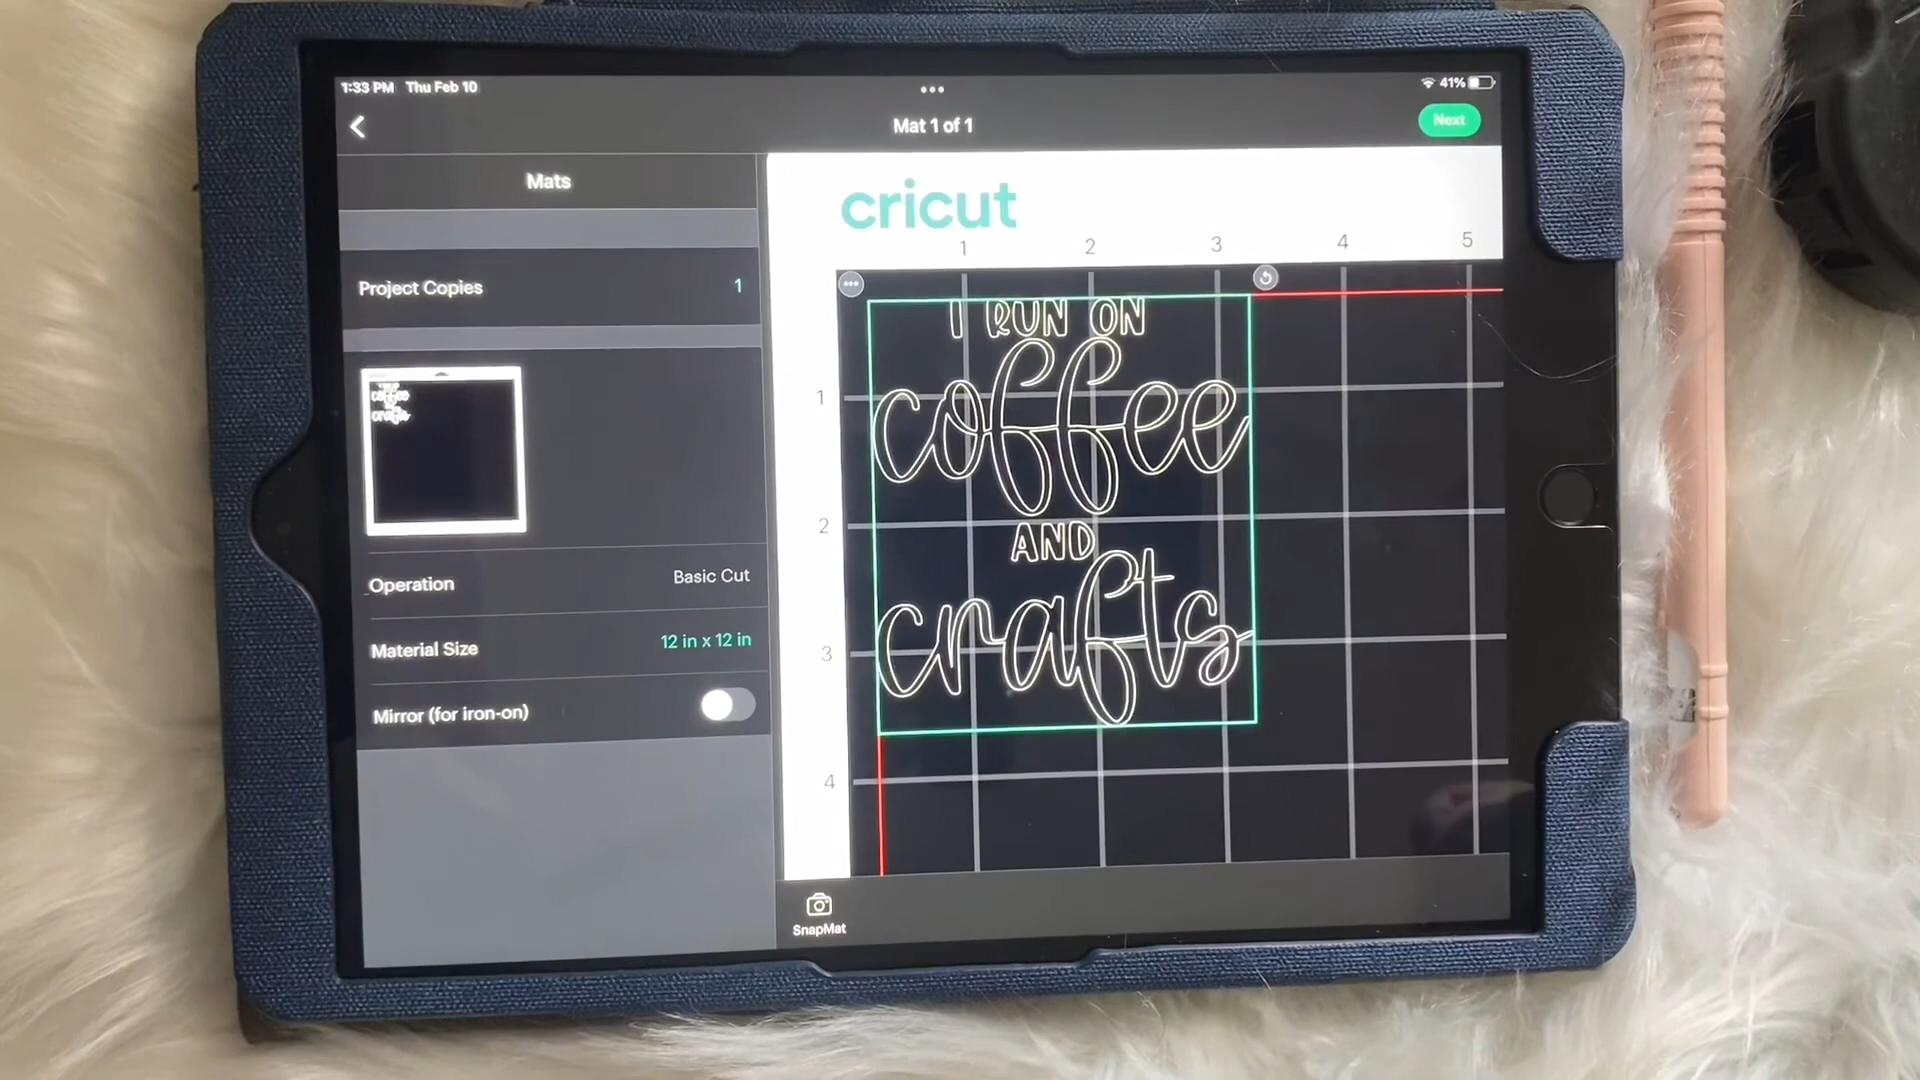 1:33 PM Thu Feb 10
41%
Mat 1 of 1
Next
Mats
Project Copies 1
Operation Basic Cut
Material Size 12 in x 12 in
Mirror (for iron-on)
cricut
1 2 3 4 5
1
2
3
4
I RUN ON
coffee
AND
crafts
SnapMat